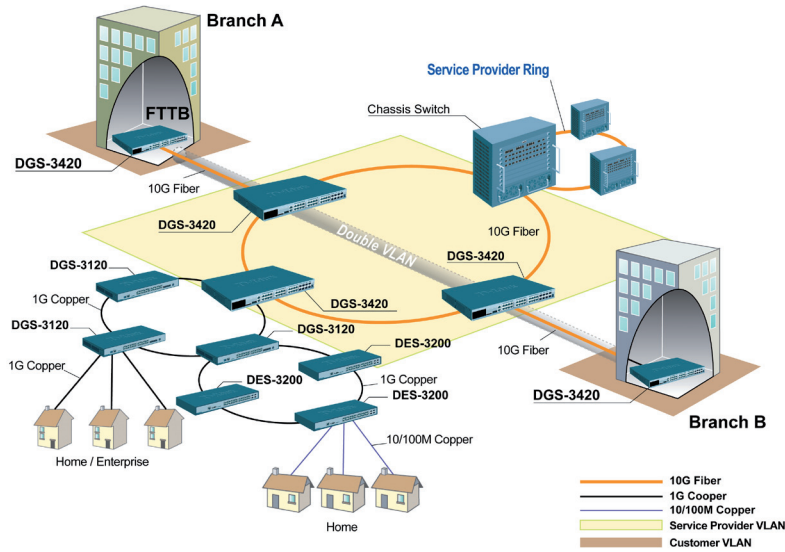 Branch A
Service Provider Ring
Chassis Switch
FTTB
DGS-3420
10G Fiber
DGS-3420
Double VLAN
10G Fiber
DGS-3420
DGS-3120
1G Copper
DGS-3420
DGS-3120
DGS-3120
DES-3200
1G Copper
10G Fiber
DES-3200
1G Copper
DES-3200
DGS-3420
Branch B
10/100M Copper
Home / Enterprise
Home
10G Fiber
1G Cooper
10/100M Copper
Service Provider VLAN
Customer VLAN